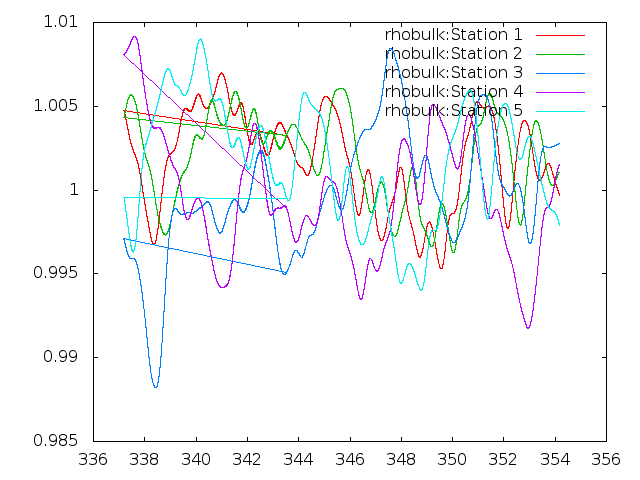 1.01
1.005
1
0.995
0.99
0.985
336 338 340 342 344 346 348 350 352 354 356
rhobulk:Station 1
rhobulk:Station 2
rhobulk:Station 3
rhobulk:Station 4
rhobulk:Station 5